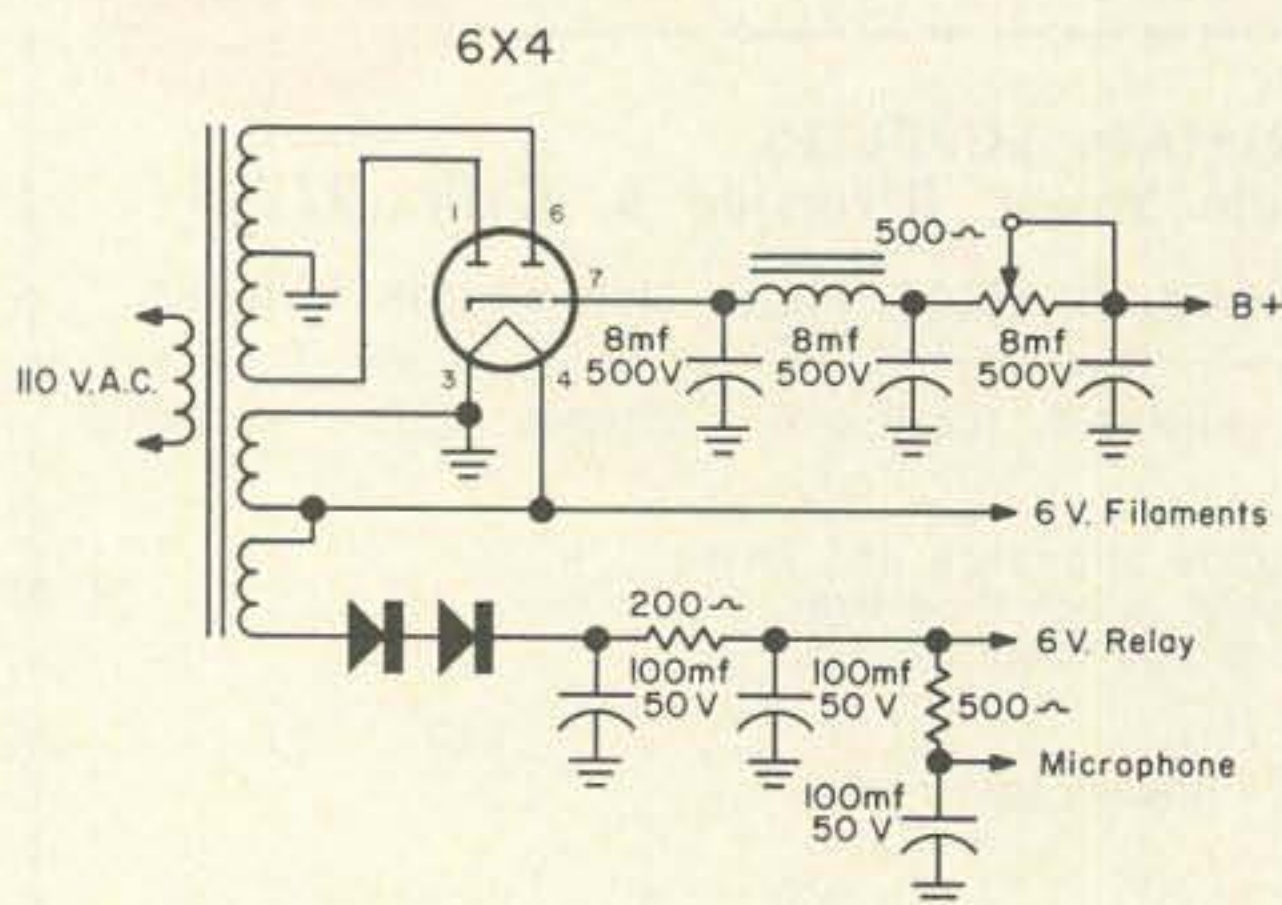 6X4
1
6
7
3
4
110 V.A.C.
500~
8mf
500V
8mf
500V
8mf
500V
B+
6 V. Filaments
200~
100mf
50 V
100mf
50 V
6 V. Relay
500~
Microphone
100mf
50 V